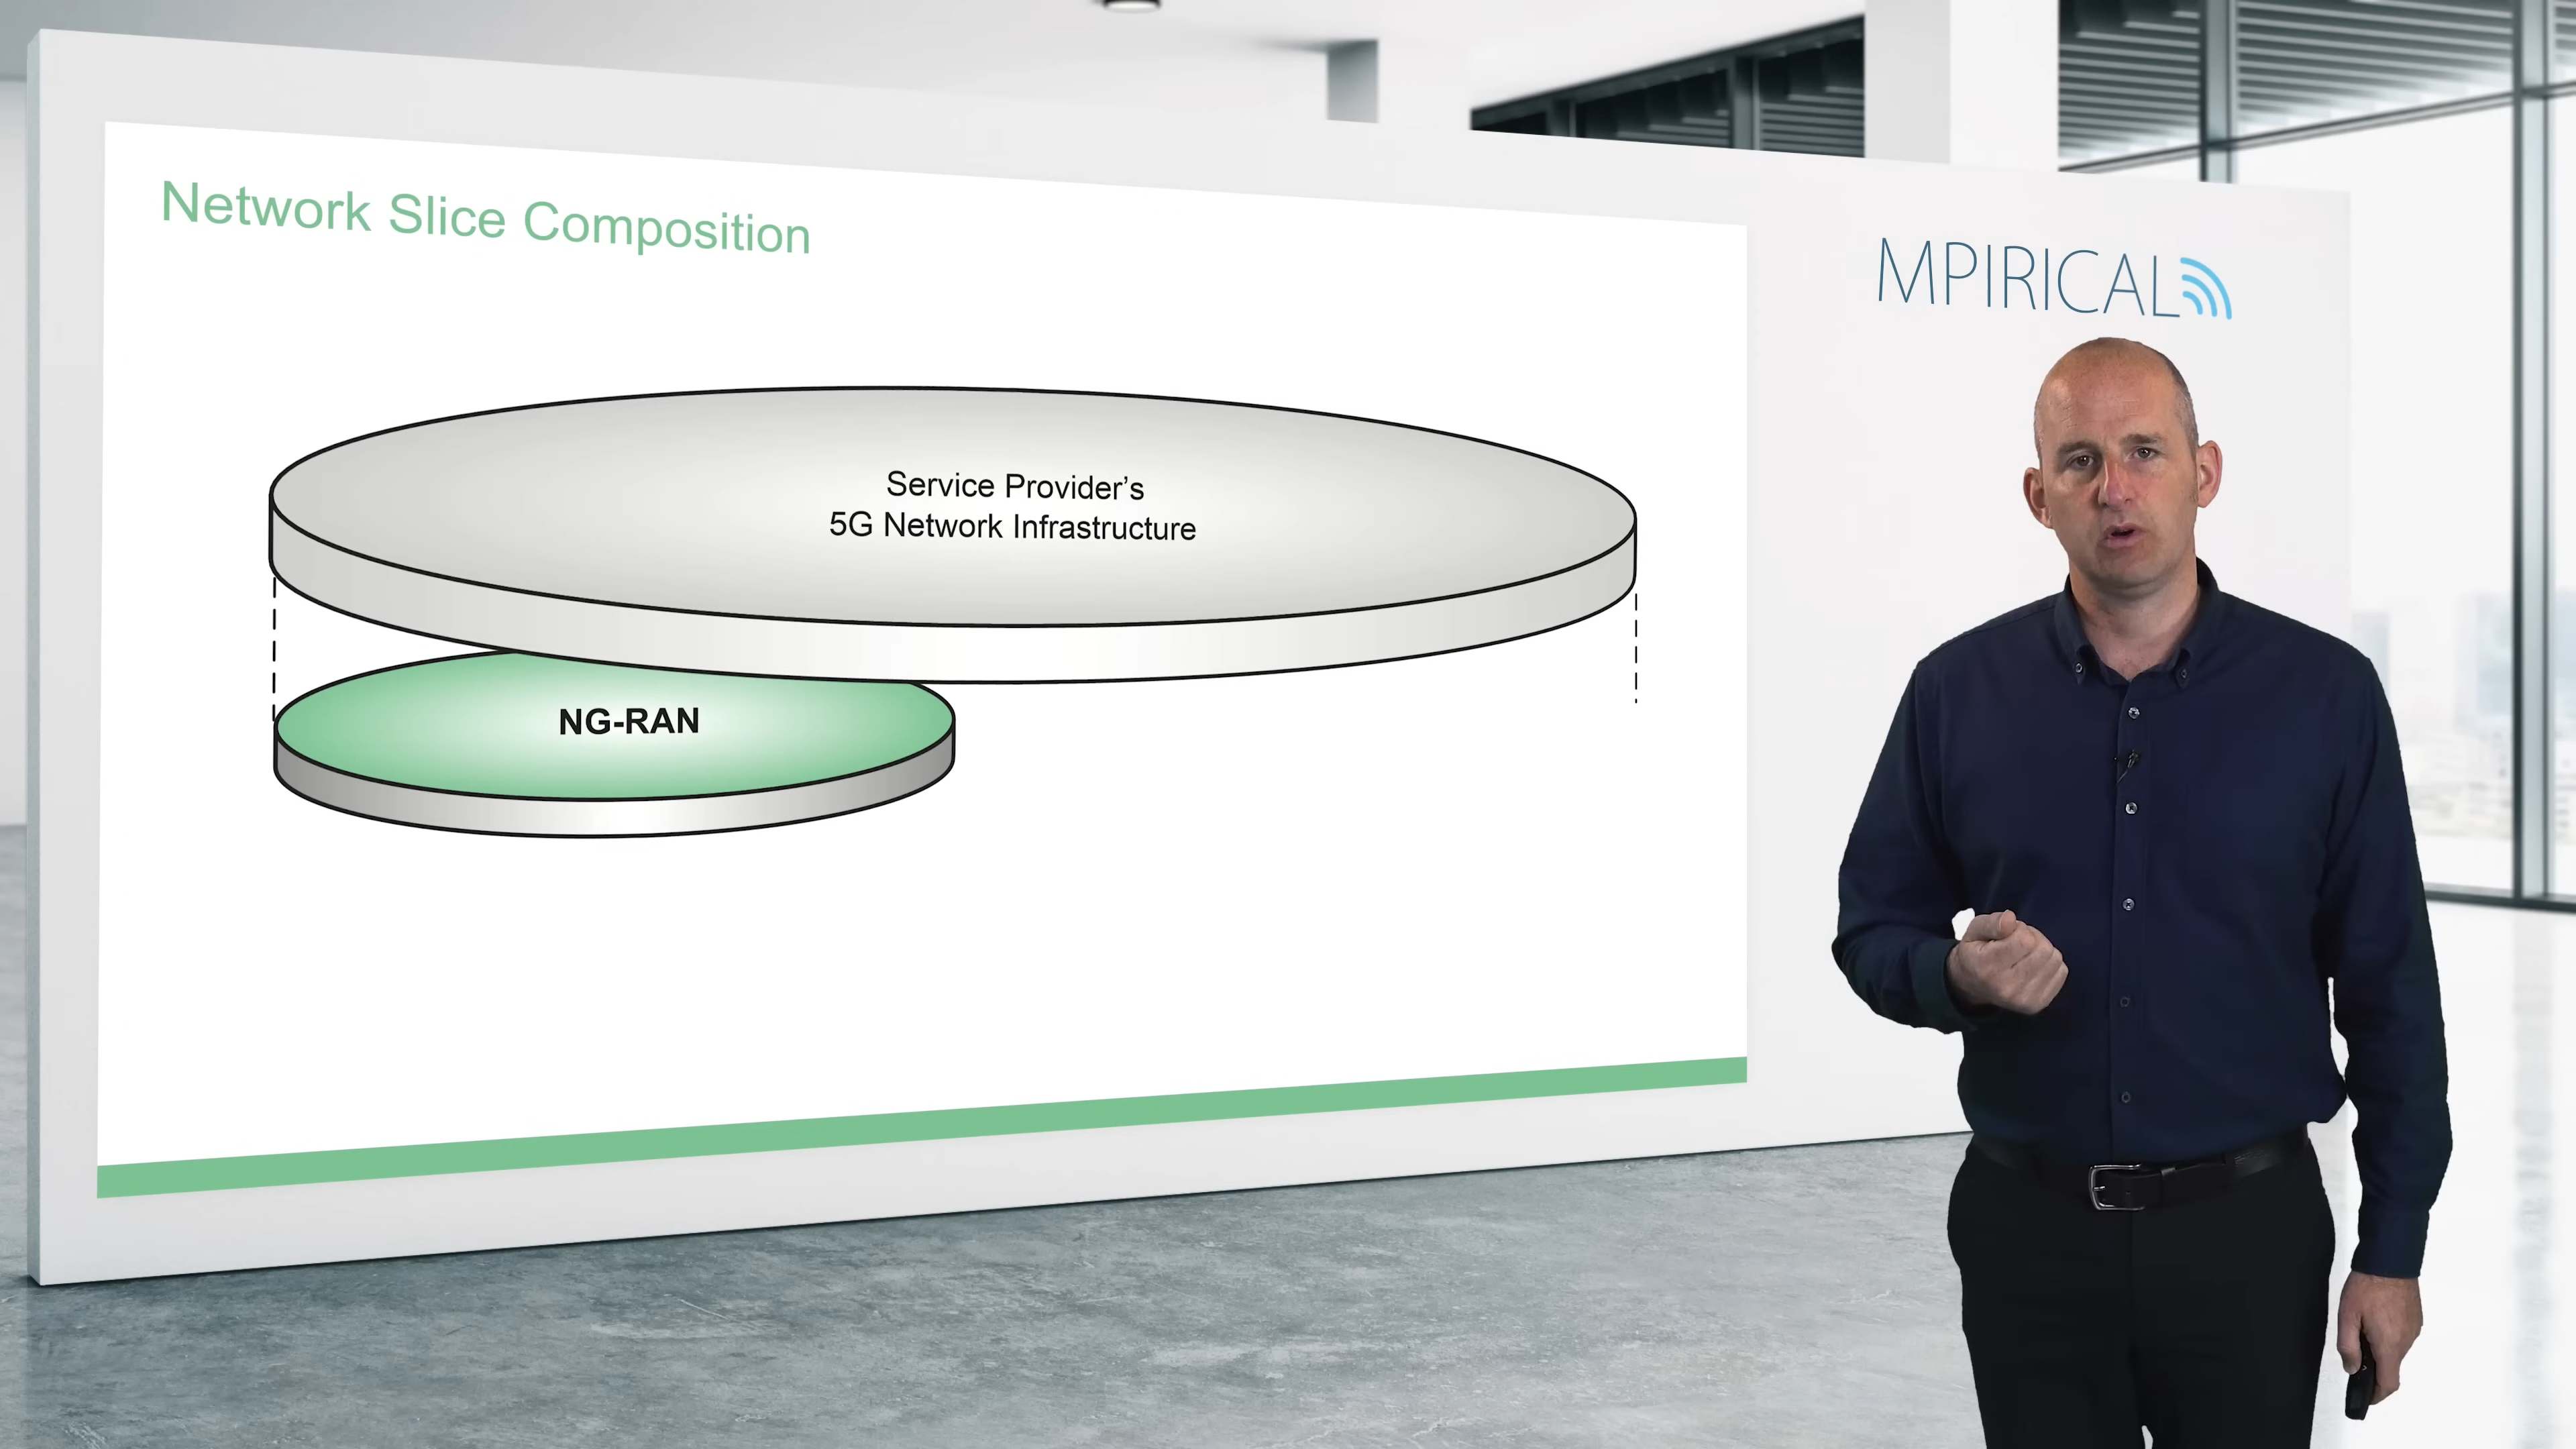 Network Slice Composition
MPIRICAL
Service Provider’s
5G Network Infrastructure
NG-RAN